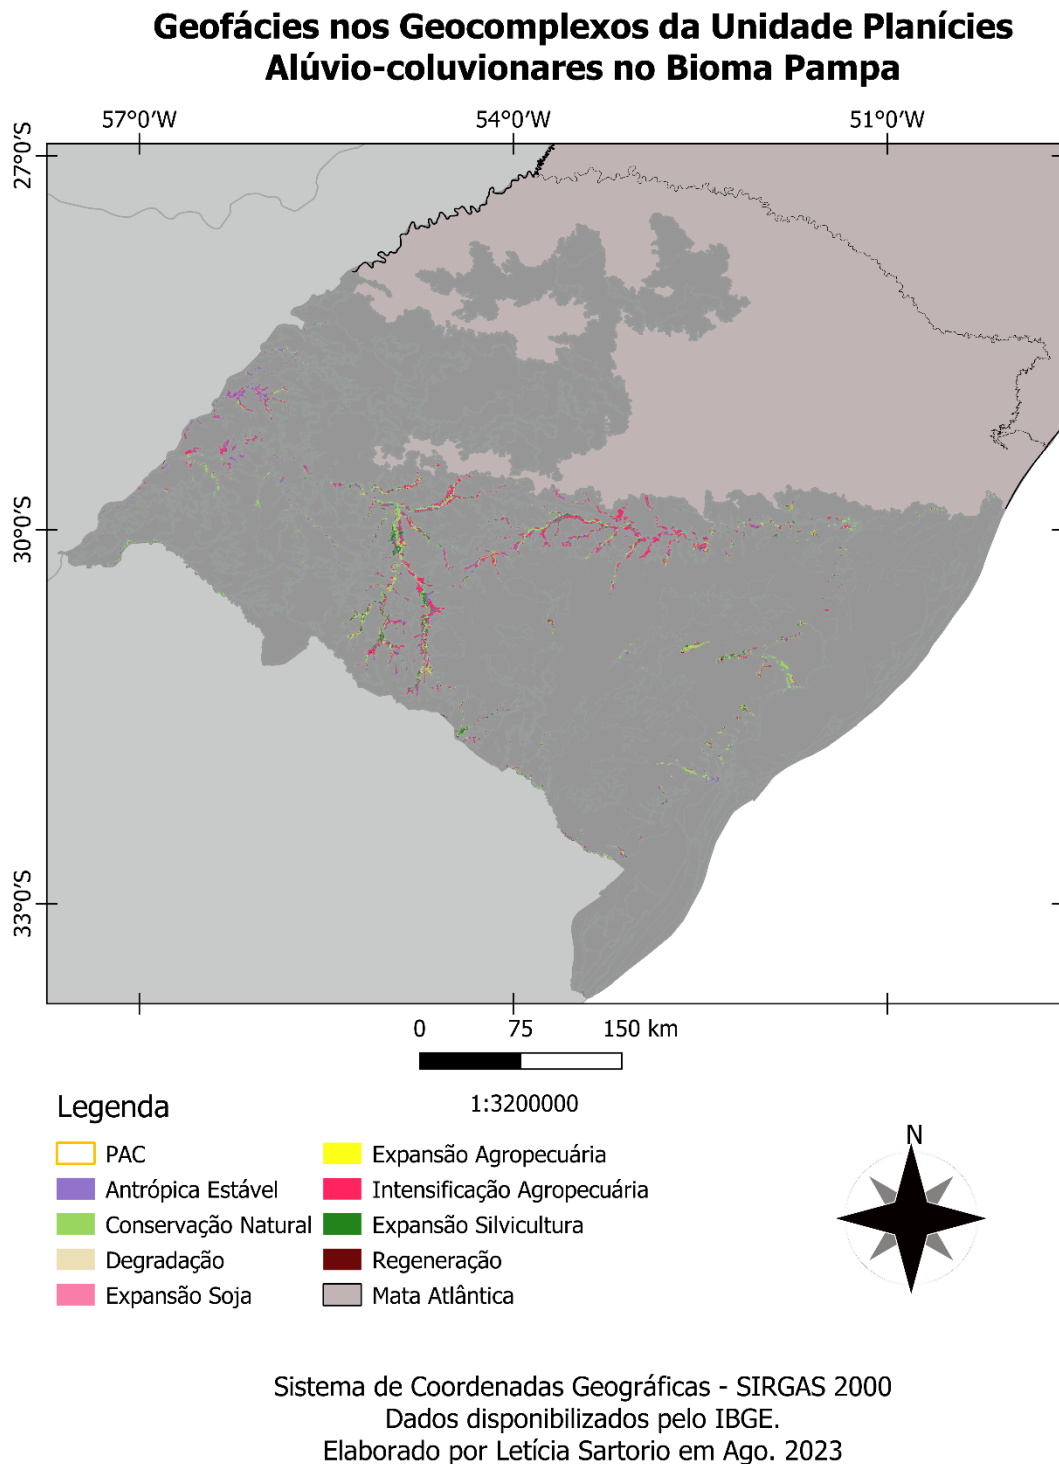 Geofácies nos Geocomplexos da Unidade Planícies
Alúvio-coluvionares no Bioma Pampa
57°0'W 54°0'W 51°0'W
27°0'S
30°0'S
33°0'S
0 75 150 km
1:3200000
Legenda
PAC
Antrópica Estável
Conservação Natural
Degradação
Expansão Soja
Expansão Agropecuária
Intensificação Agropecuária
Expansão Silvicultura
Regeneração
Mata Atlântica
N
Sistema de Coordenadas Geográficas - SIRGAS 2000
Dados disponibilizados pelo IBGE.
Elaborado por Letícia Sartorio em Ago. 2023